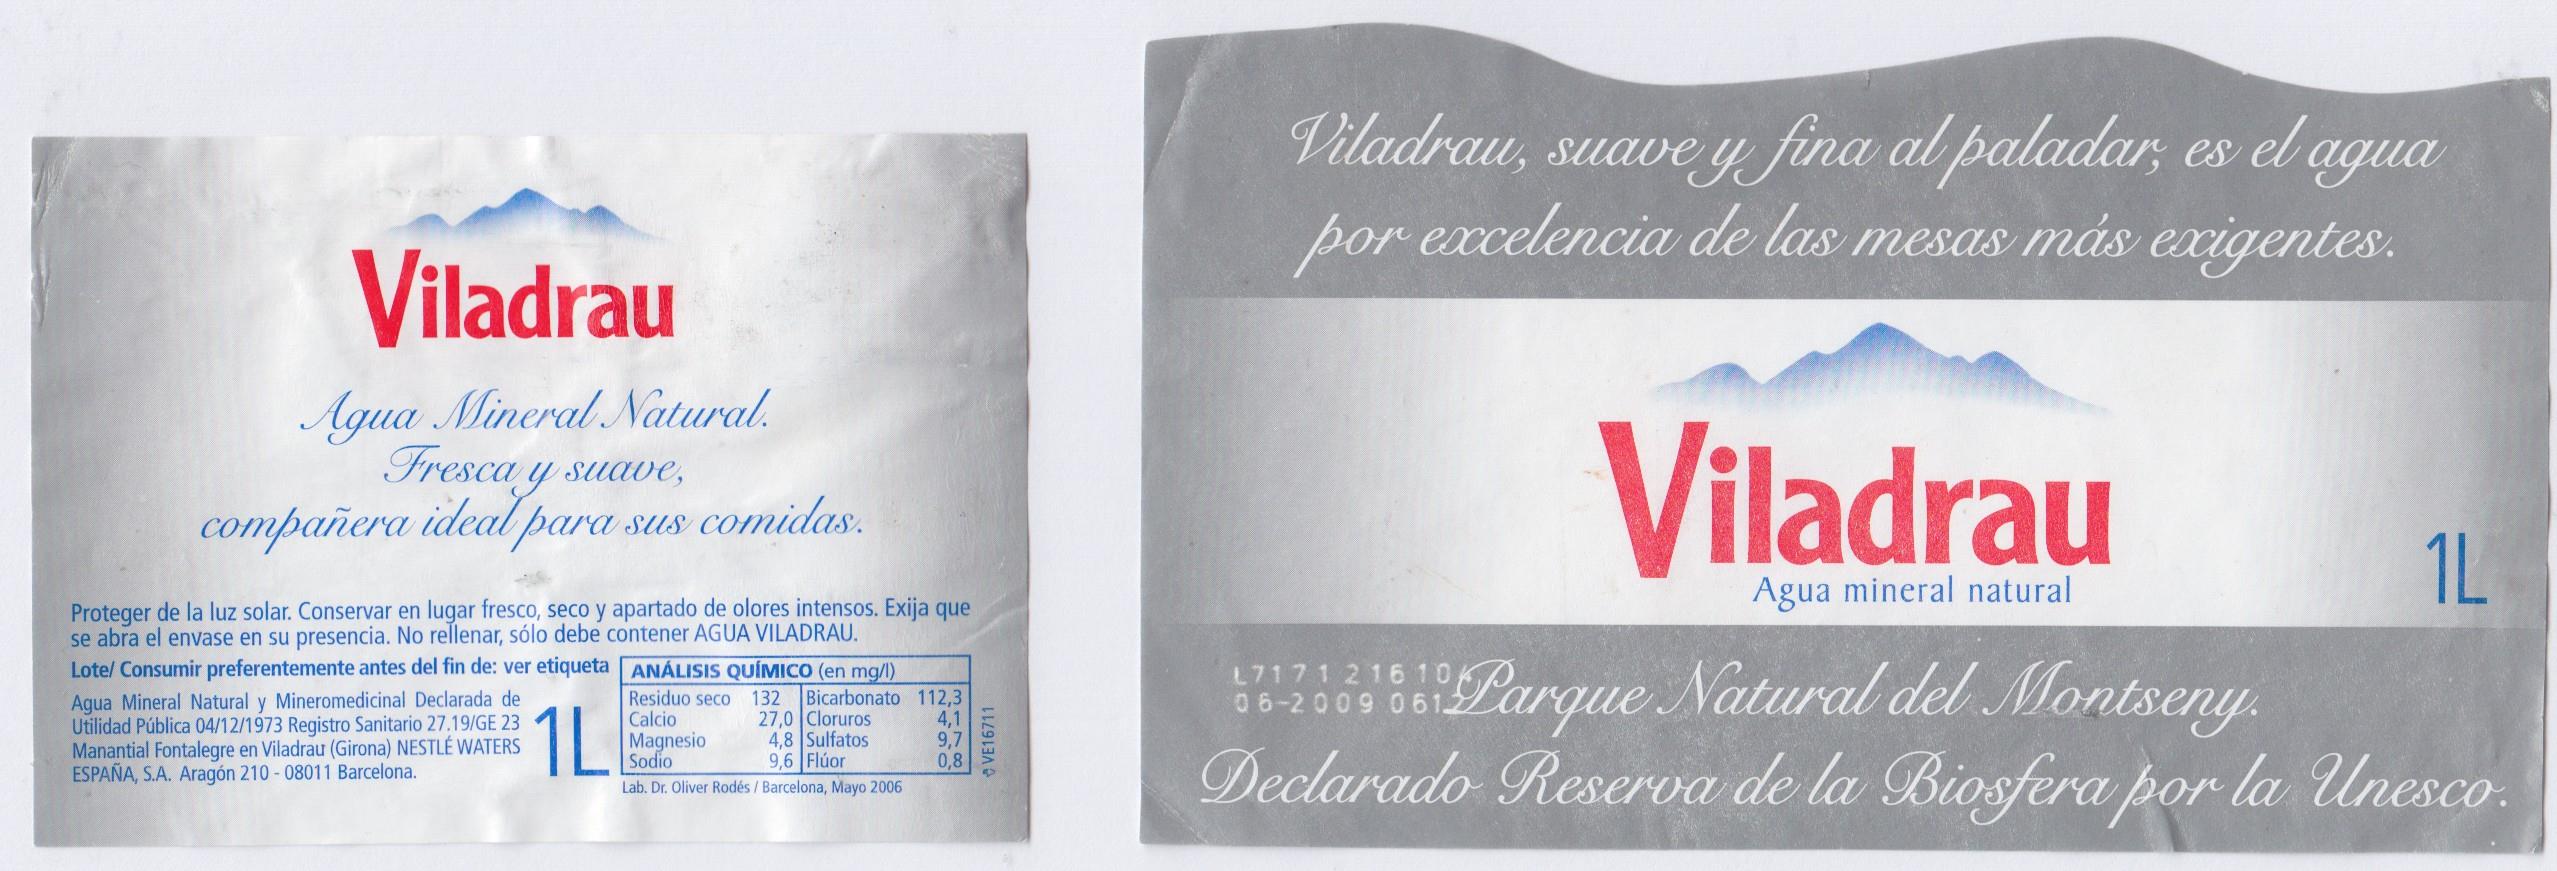 Viladrau
Agua Mineral Natural.
Fresca y suave,
compañera ideal para sus comidas.
Proteger de la luz solar. Conservar en lugar fresco, seco y apartado de olores intensos. Exija que
se abra el envase en su presencia. No rellenar, sólo debe contener AGUA VILADRAU.
Lote/ Consumir preferentemente antes del fin de: ver etiqueta
Agua Mineral Natural y Mineromedicinal Declarada de
Utilidad Pública 04/12/1973 Registro Sanitario 27.19/GE 23
Manantial Fontalegre en Viladrau (Girona) NESTLÉ WATERS
ESPAÑA, S.A. Aragón 210 - 08011 Barcelona.
1L
ANÁLISIS QUÍMICO (en mg/l)
Residuo seco 132 Bicarbonato 112,3
Calcio 27,0 Cloruros 4,1
Magnesio 4,8 Sulfatos 9,7
Sodio 9,6 Flúor 0,8
Lab. Dr. Oliver Rodés / Barcelona, Mayo 2006
VE16711
Viladrau, suave y fina al paladar, es el agua
por excelencia de las mesas más exigentes.
Viladrau
Agua mineral natural
1L
L717121610
06-2009 061
Parque Natural del Montseny.
Declarado Reserva de la Biosfera por la Unesco.